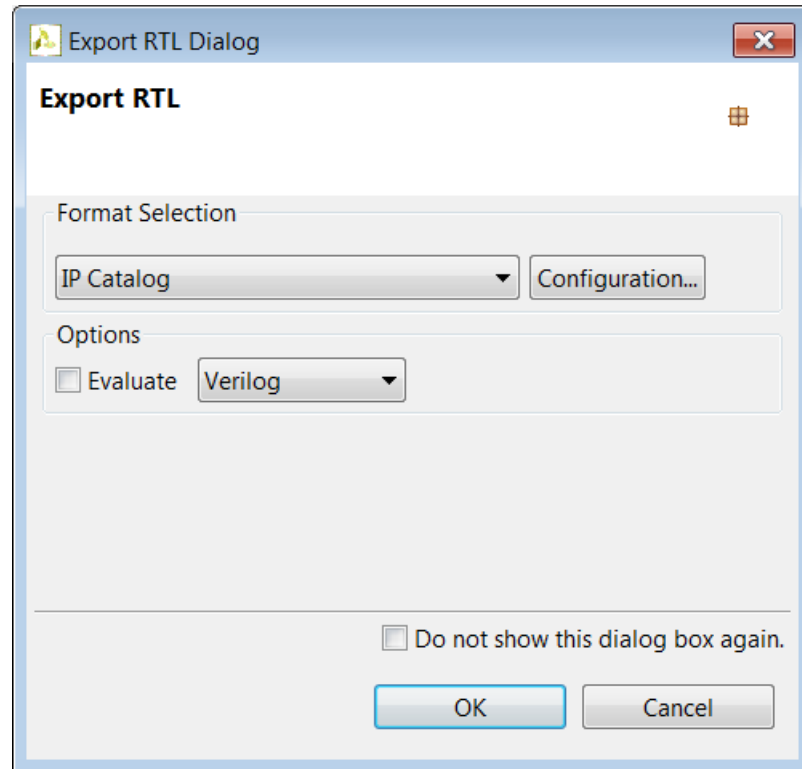 Export RTL Dialog
Export RTL
Format Selection
IP Catalog Configuration...
Options
Evaluate Verilog
Do not show this dialog box again.
OK Cancel